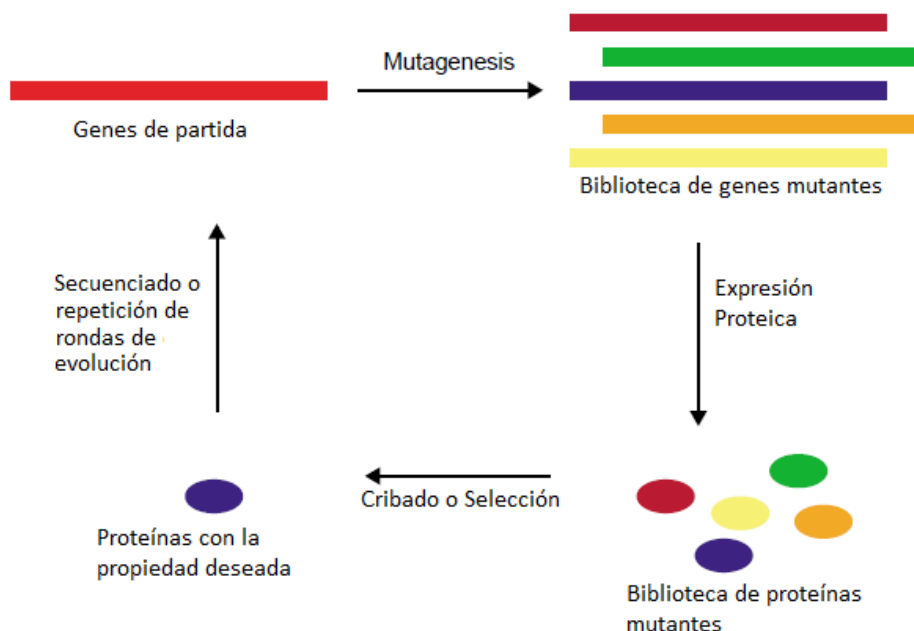 Mutagenesis
Genes de partida
Biblioteca de genes mutantes
Secuenciado o
repetición de
rondas de
evolución
Expresión
Proteica
Cribado o Selección
Proteínas con la
propiedad deseada
Biblioteca de proteínas
mutantes